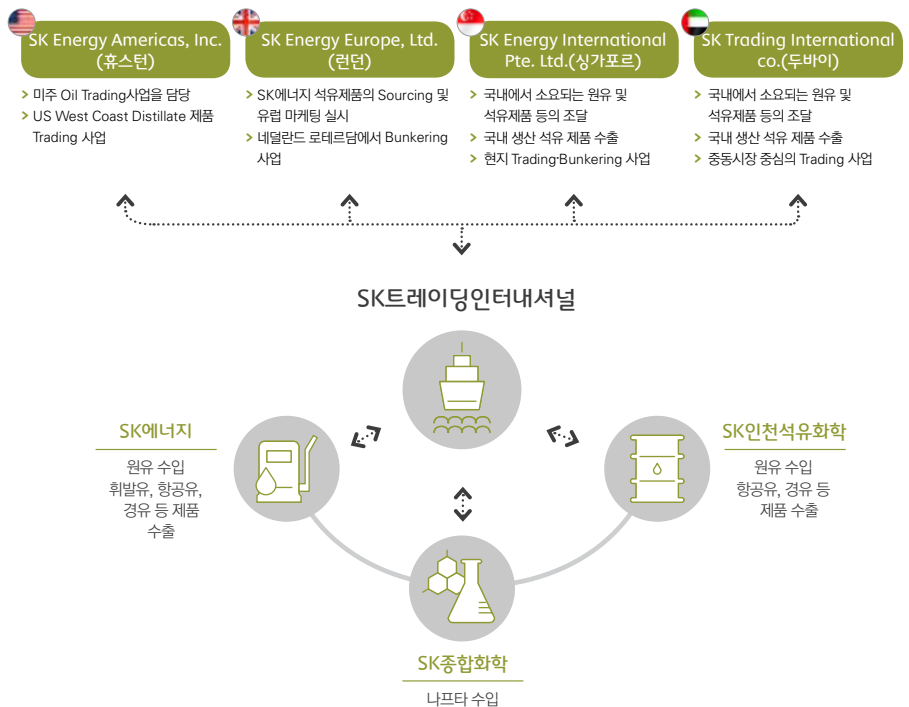 SK Energy Americas, Inc.
(휴스턴)
> 미주 Oil Trading사업을 담당
> US West Coast Distillate 제품
Trading 사업
SK Energy Europe, Ltd.
(런던)
> SK에너지 석유제품의 Sourcing 및
유럽 마케팅 실시
> 네덜란드 로테르담에서 Bunkering
사업
SK Energy International
Pte. Ltd.(싱가포르)
> 국내에서 소요되는 원유 및
석유제품 등의 조달
> 국내 생산 석유 제품 수출
> 현지 Trading·Bunkering 사업
SK Trading International
co.(두바이)
> 국내에서 소요되는 원유 및
석유제품 등의 조달
> 국내 생산 석유 제품 수출
> 중동시장 중심의 Trading 사업
SK트레이딩인터내셔널
SK에너지
원유 수입
휘발유, 항공유,
경유 등 제품
수출
SK인천석유화학
원유 수입
항공유, 경유 등
제품 수출
SK종합화학
나프타 수입